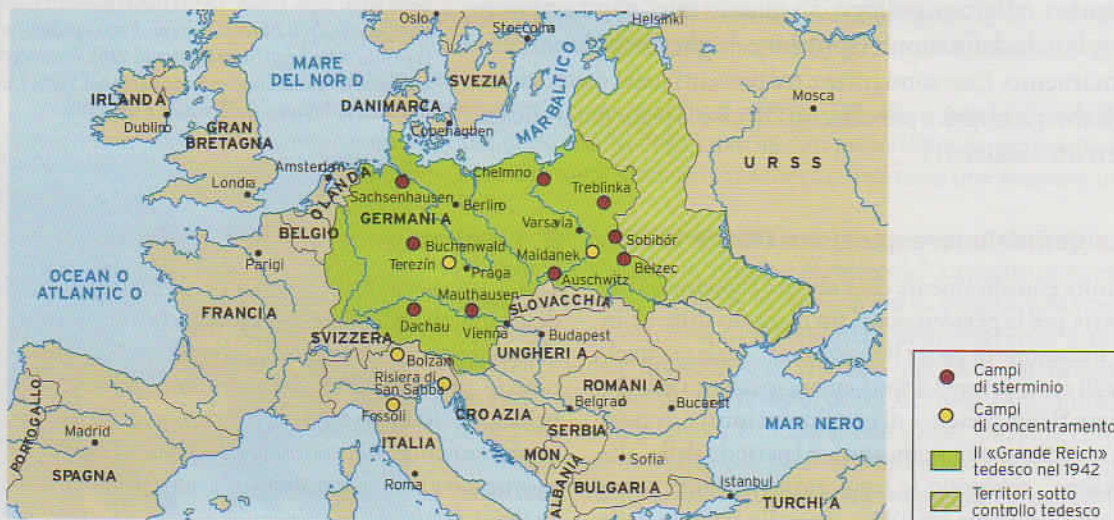 Oslo
Stoccolma
Helsinki
MARE
DEL NORD
SVEZIA
MAR BALTICO
Mosca
IRLANDA
Dublino
GRAN
BRETAGNA
DANIMARCA
Copenaghen
URSS
Londra
Amsterdam
OLANDA
Sachsenhausen
Berlino
Chelmno
Treblinka
GERMANIA
BELGIO
Varsavia
Sobibór
Buchenwald
Maidanek
Belzec
Parigi
Terezín
Praga
Auschwitz
OCEANO
ATLANTICO
Mauthausen
SLOVACCHIA
FRANCIA
Dachau
Vienna
Budapest
SVIZZERA
UNGHERIA
Bolzano
Risiera di
San Sabba
ROMANIA
Fossoli
CROAZIA
Belgrado
Bucarest
PORTOGALLO
Madrid
SERBIA
MAR NERO
ITALIA
MON
Sofia
SPAGNA
Roma
ALBANIA
BULGARIA
Istanbul
TURCHIA
Campi
di sterminio
Campi
di concentramento
Il «Grande Reich»
tedesco nel 1942
Territori sotto
controllo tedesco